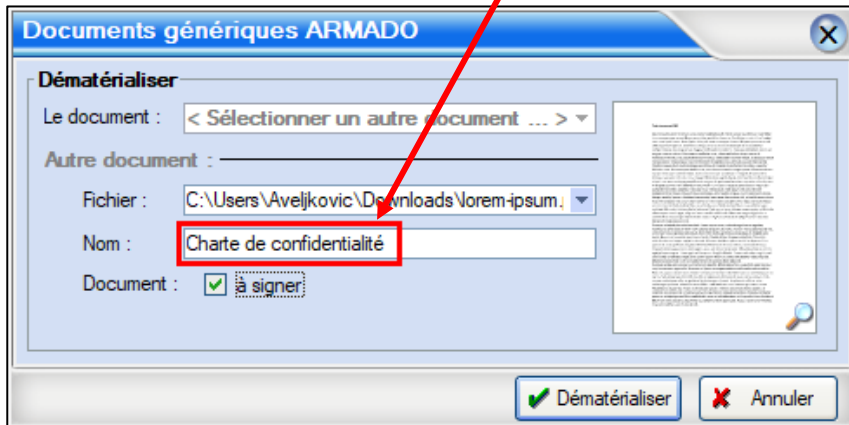 Documents génériques ARMADO
Dématérialiser
Le document : < Sélectionner un autre document ... >
Autre document :
Fichier : C:\Users\Aveljkovic\Downloads\lorem-ipsum.
Nom : Charte de confidentialité
Document : à signer
Dématérialiser Annuler